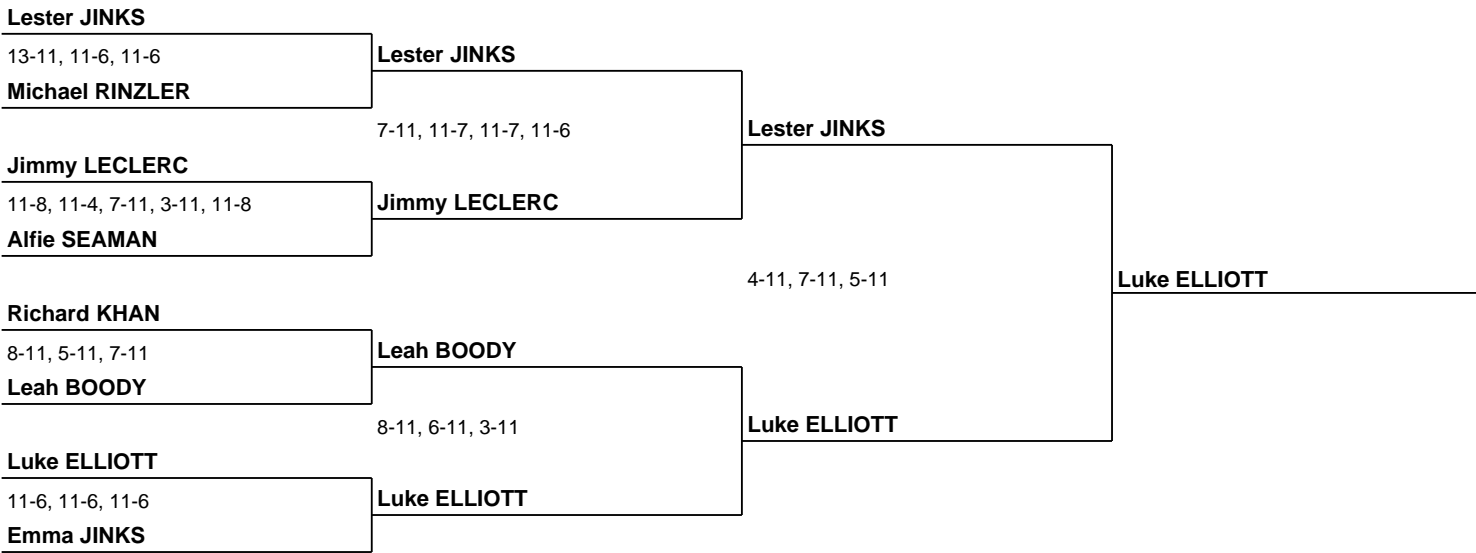 Lester JINKS
13-11, 11-6, 11-6
Lester JINKS
Michael RINZLER
7-11, 11-7, 11-7, 11-6
Lester JINKS
Jimmy LECLERC
11-8, 11-4, 7-11, 3-11, 11-8
Jimmy LECLERC
Alfie SEAMAN
4-11, 7-11, 5-11
Luke ELLIOTT
Richard KHAN
8-11, 5-11, 7-11
Leah BOODY
Leah BOODY
8-11, 6-11, 3-11
Luke ELLIOTT
Luke ELLIOTT
11-6, 11-6, 11-6
Luke ELLIOTT
Emma JINKS